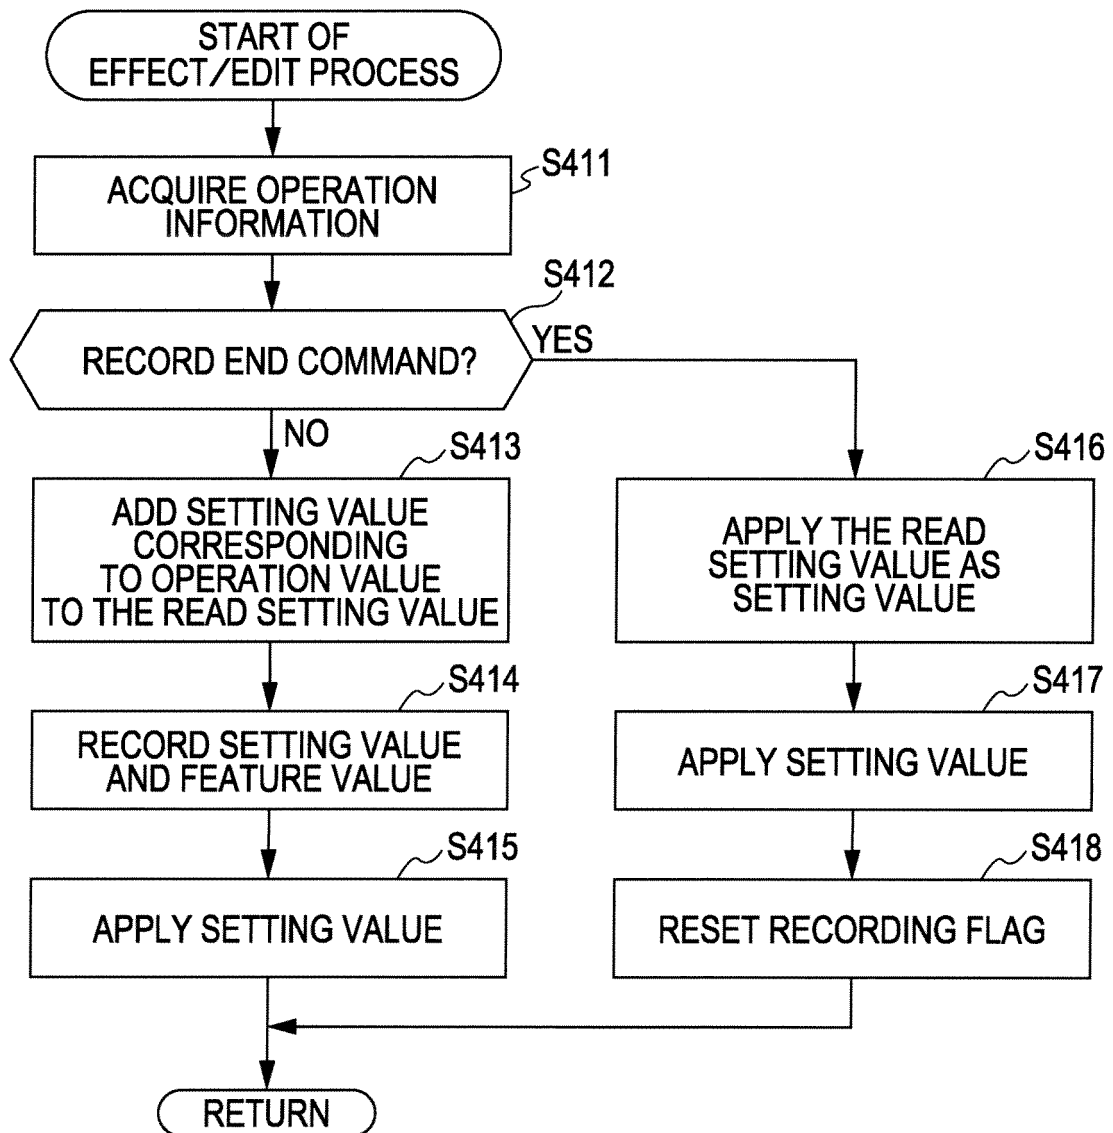 START OF
EFFECT/EDIT PROCESS
S411
ACQUIRE OPERATION
INFORMATION
S412
RECORD END COMMAND?
YES
NO
S413
ADD SETTING VALUE
CORRESPONDING
TO OPERATION VALUE
TO THE READ SETTING VALUE
S414
RECORD SETTING VALUE
AND FEATURE VALUE
S415
APPLY SETTING VALUE
S416
APPLY THE READ
SETTING VALUE AS
SETTING VALUE
S417
APPLY SETTING VALUE
S418
RESET RECORDING FLAG
RETURN